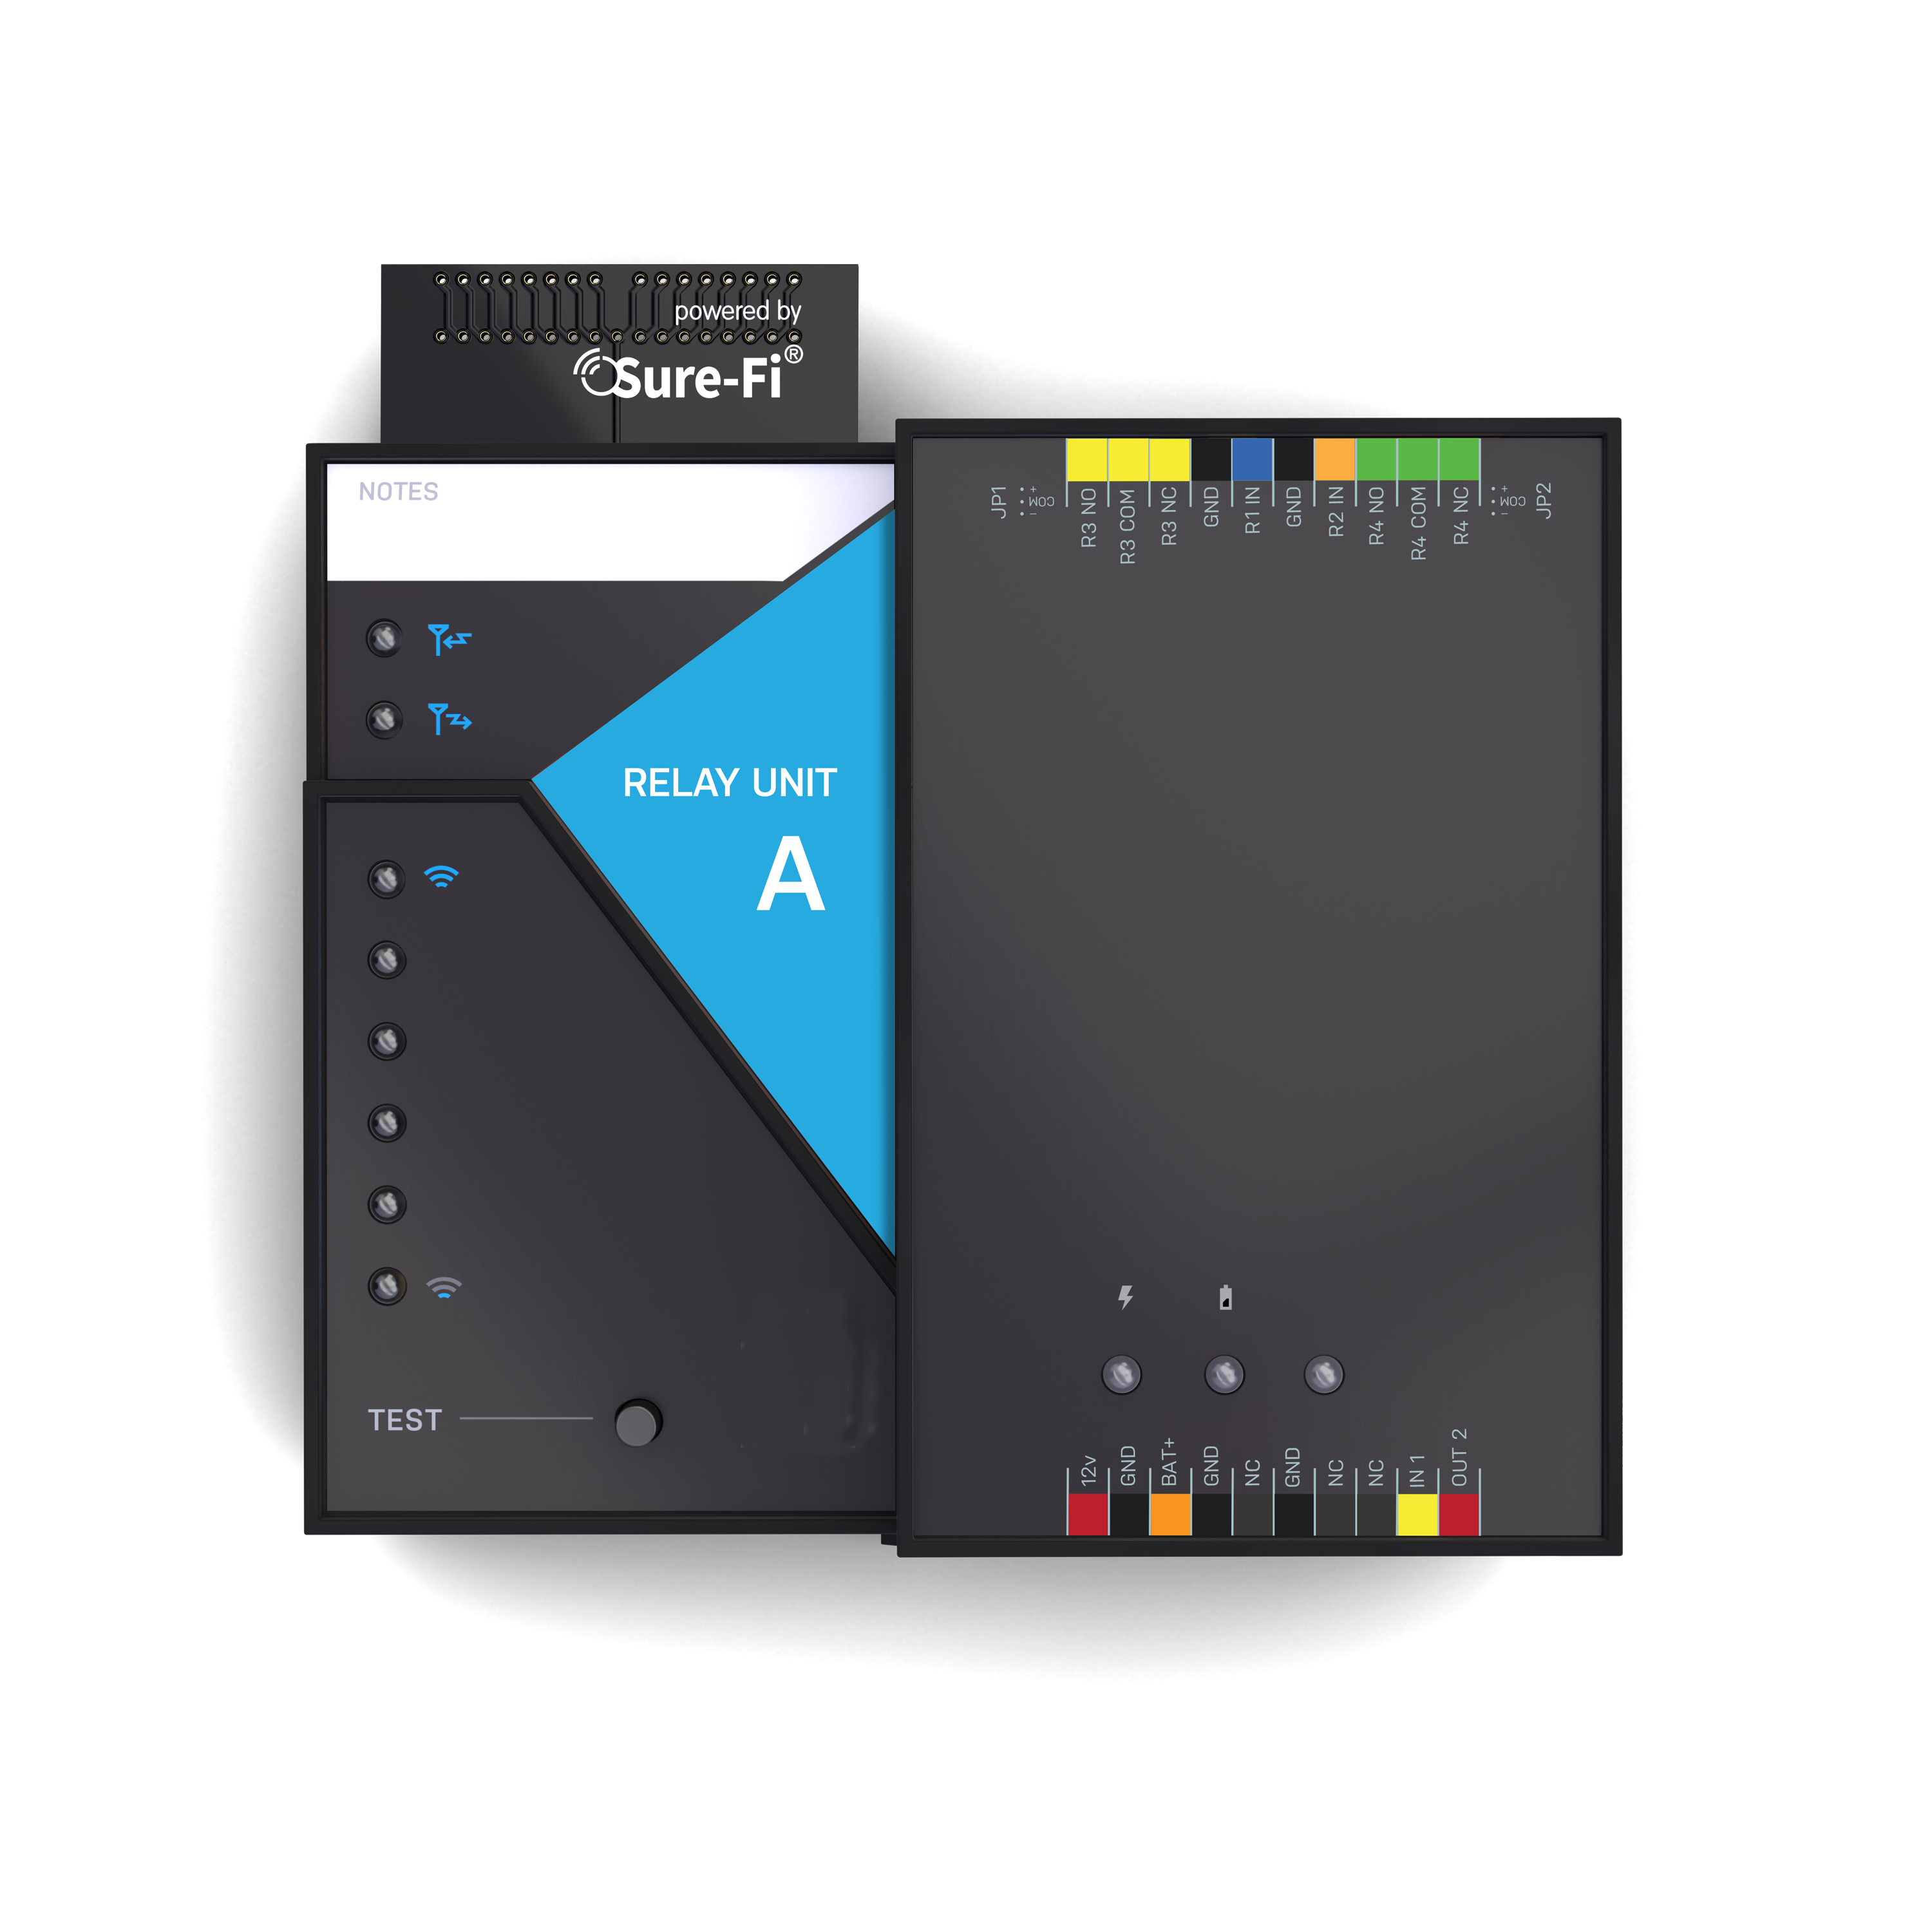 powered by
Sure-Fi®
NOTES
RELAY UNIT
A
TEST
JP1
+
COM
–
R3 NO
R3 COM
R3 NC
GND
R1 IN
GND
R2 IN
R4 NO
R4 COM
R4 NC
+
COM
–
JP2
12v
GND
BAT+
GND
NC
GND
NC
NC
IN 1
OUT 2